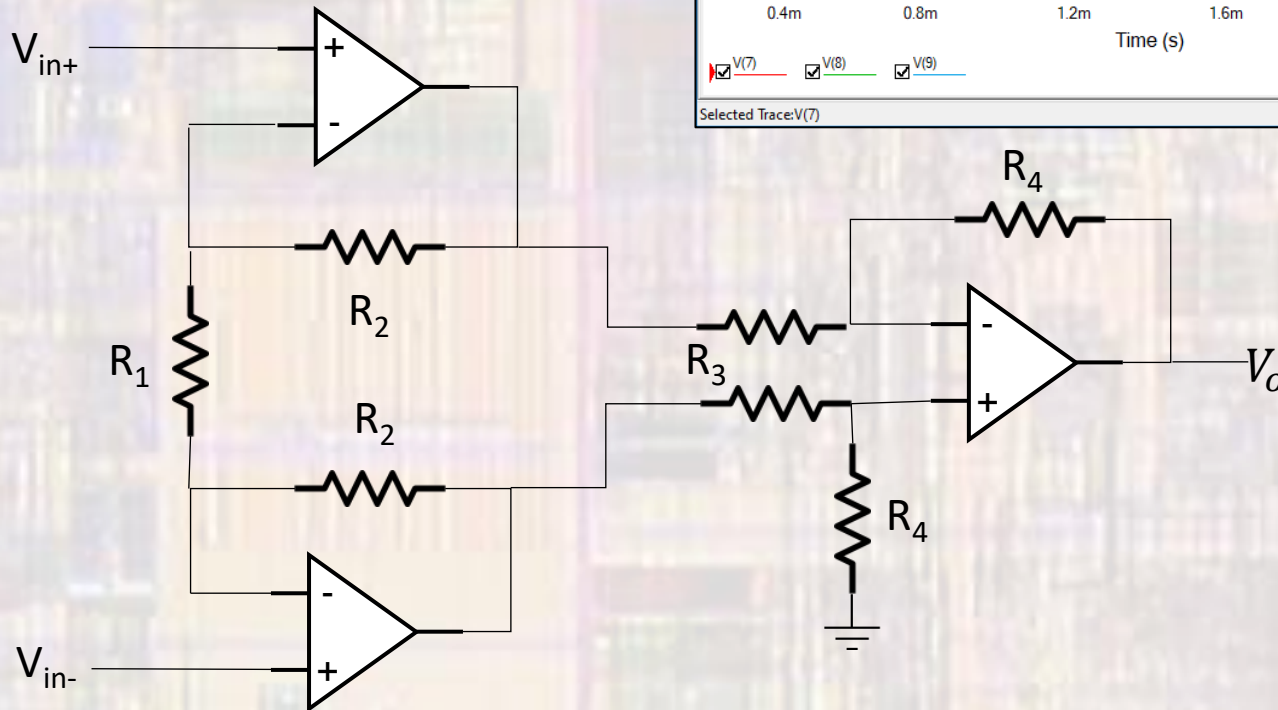 0.4m 0.8m 1.2m 1.6m
Time (s)
V(7) V(8) V(9)
Selected Trace:V(7)
Vin+
+
-
R2
R1
R2
-
+
Vin-
R4
R3
-
+
Vo
R4